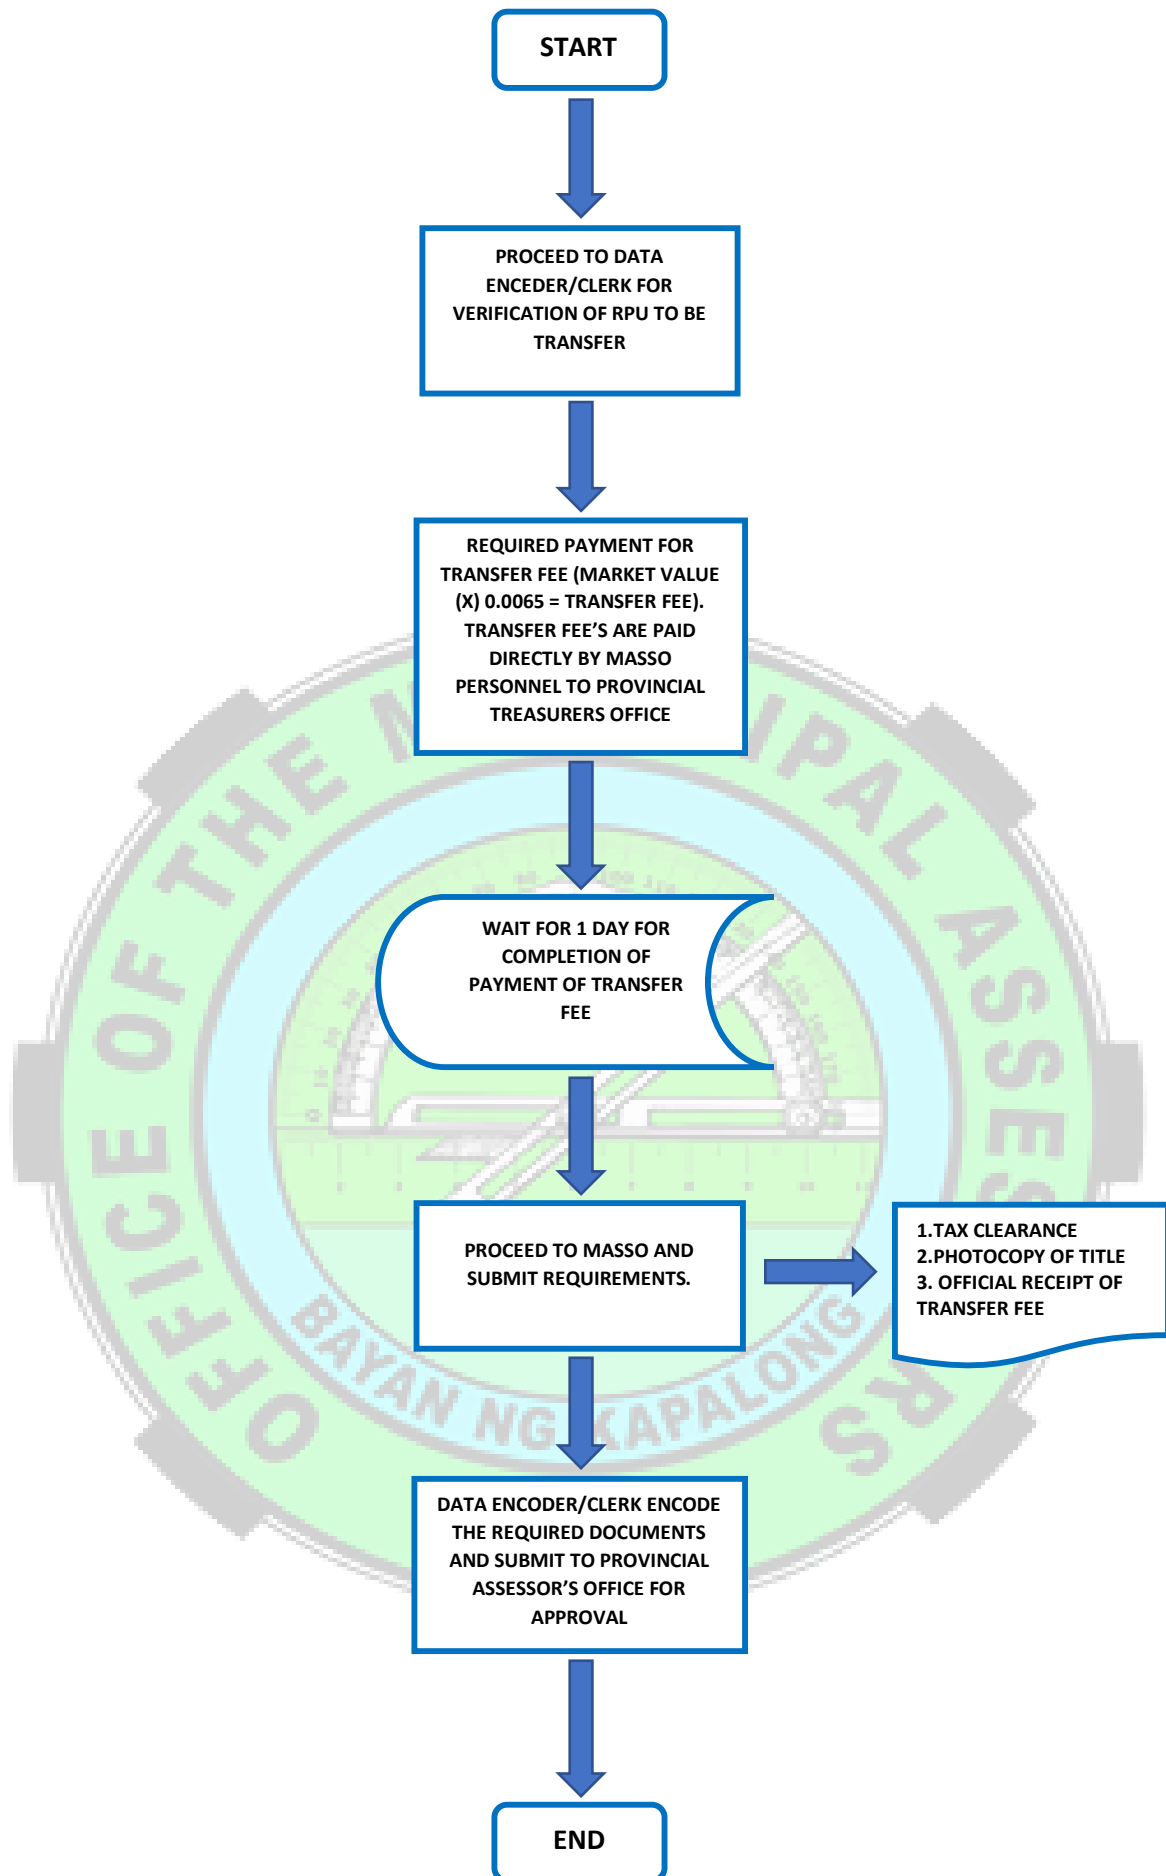 START
PROCEED TO DATA
ENCEDER/CLERK FOR
VERIFICATION OF RPU TO BE
TRANSFER
REQUIRED PAYMENT FOR
TRANSFER FEE (MARKET VALUE
(X) 0.0065 = TRANSFER FEE).
TRANSFER FEE’S ARE PAID
DIRECTLY BY MASSO
PERSONNEL TO PROVINCIAL
TREASURERS OFFICE
WAIT FOR 1 DAY FOR
COMPLETION OF
PAYMENT OF TRANSFER
FEE
PROCEED TO MASSO AND
SUBMIT REQUIREMENTS.
1.TAX CLEARANCE
2.PHOTOCOPY OF TITLE
3. OFFICIAL RECEIPT OF
TRANSFER FEE
DATA ENCODER/CLERK ENCODE
THE REQUIRED DOCUMENTS
AND SUBMIT TO PROVINCIAL
ASSESSOR’S OFFICE FOR
APPROVAL
END
OFFICE OF THE
BAYAN NG KAPALONG